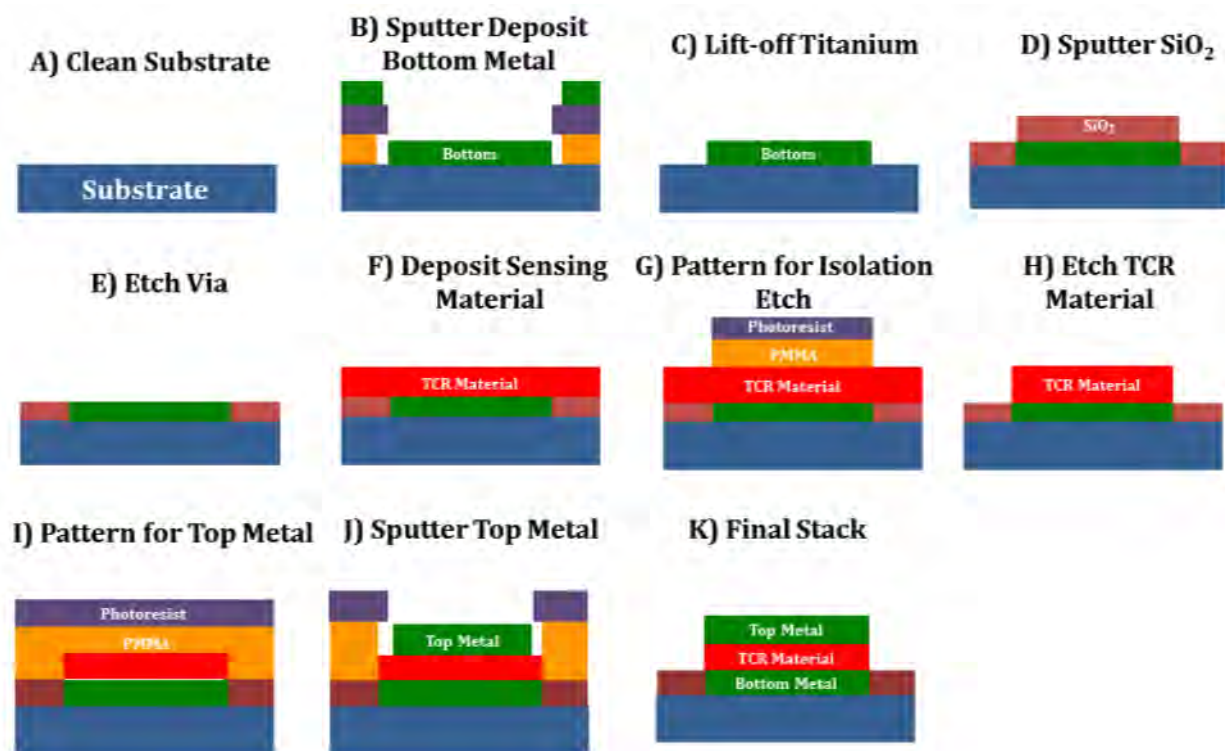 A) Clean Substrate
Substrate
B) Sputter Deposit
Bottom Metal
Bottom
C) Lift-off Titanium
Bottom
D) Sputter SiO₂
SiO₂
E) Etch Via
F) Deposit Sensing
Material
TCR Material
G) Pattern for Isolation
Etch
Photoresist
PMMA
TCR Material
H) Etch TCR
Material
TCR Material
I) Pattern for Top Metal
Photoresist
PMMA
J) Sputter Top Metal
Top Metal
K) Final Stack
Top Metal
TCR Material
Bottom Metal